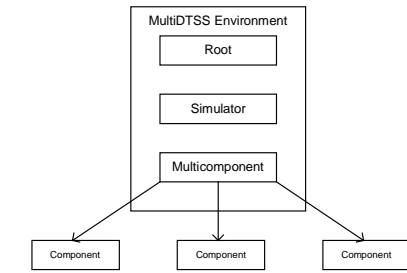 MultiDTSS Environment
Root
Simulator
Multicomponent
Component
Component
Component